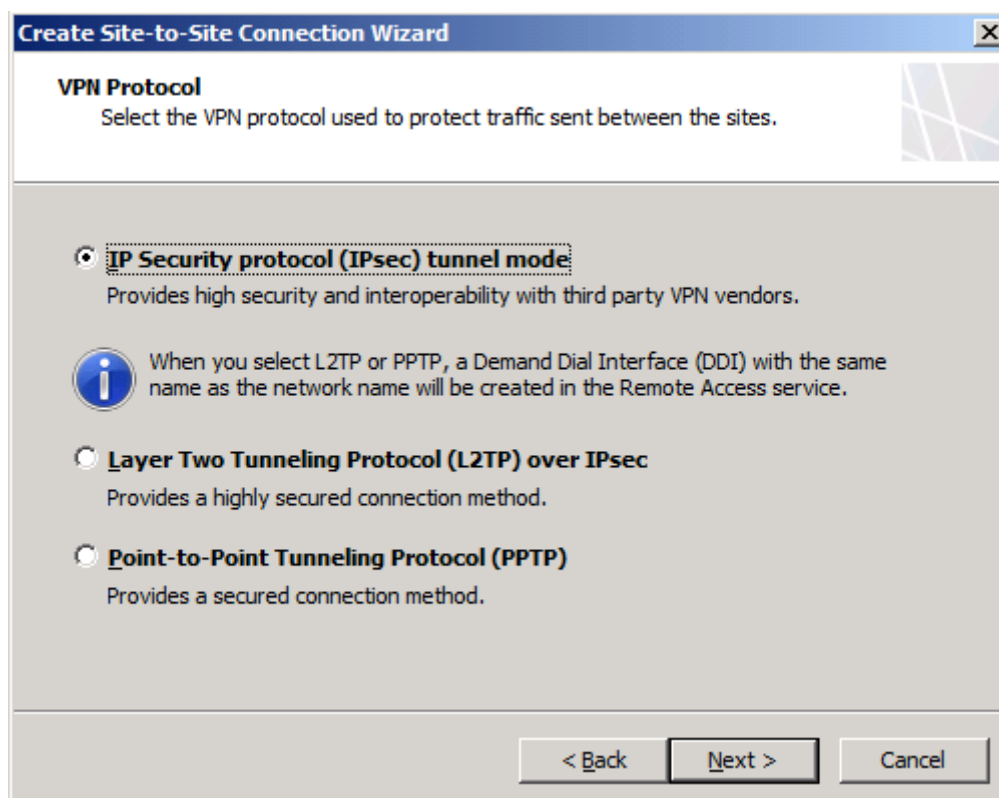 Create Site-to-Site Connection Wizard
VPN Protocol
Select the VPN protocol used to protect traffic sent between the sites.
IP Security protocol (IPsec) tunnel mode
Provides high security and interoperability with third party VPN vendors.
When you select L2TP or PPTP, a Demand Dial Interface (DDI) with the same
name as the network name will be created in the Remote Access service.
Layer Two Tunneling Protocol (L2TP) over IPsec
Provides a highly secured connection method.
Point-to-Point Tunneling Protocol (PPTP)
Provides a secured connection method.
< Back Next > Cancel